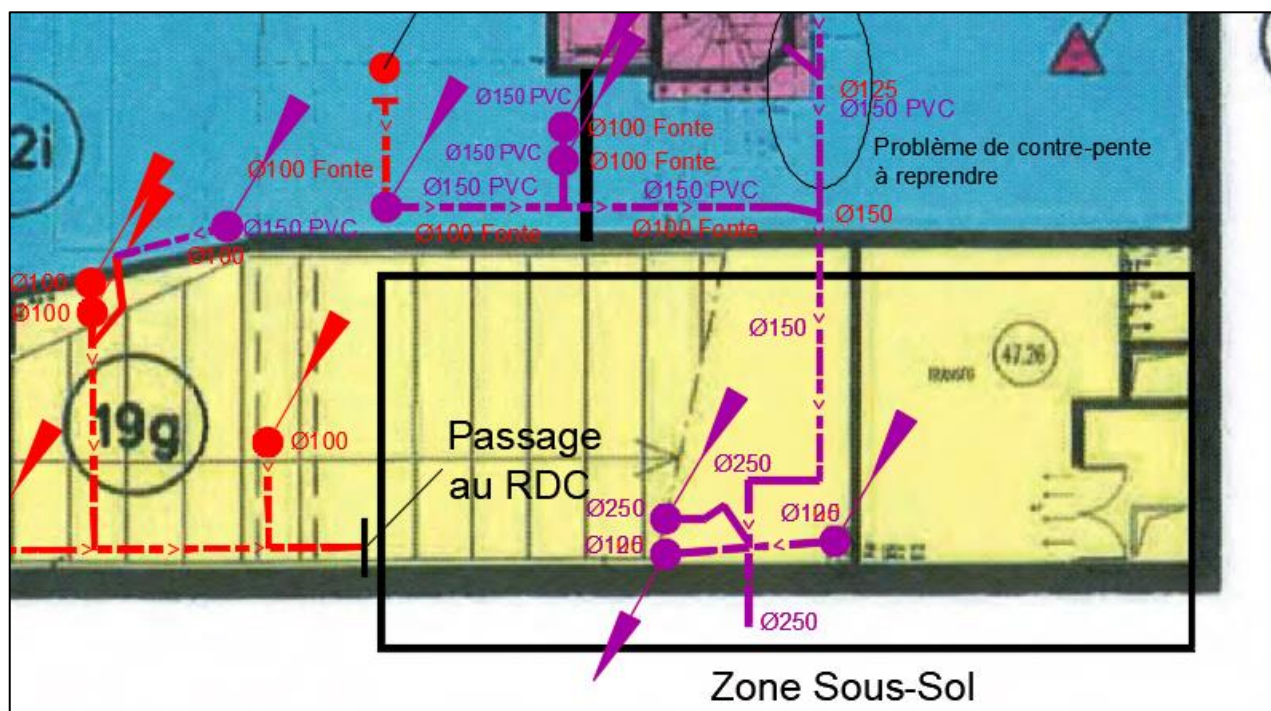 Ø150 PVC
Ø125
Ø150 PVC
Ø100 Fonte
Problème de contre-pente
à reprendre
2i
Ø100 Fonte
Ø150 PVC
Ø100 Fonte
Ø150 PVC
Ø150 PVC
Ø150 PVC
Ø100
Ø100 Fonte
Ø100 Fonte
Ø150
Ø100
Ø100
Ø150
47.26
19g
Ø100
Passage
au RDC
Ø250
Ø250
Ø250
Zone Sous-Sol